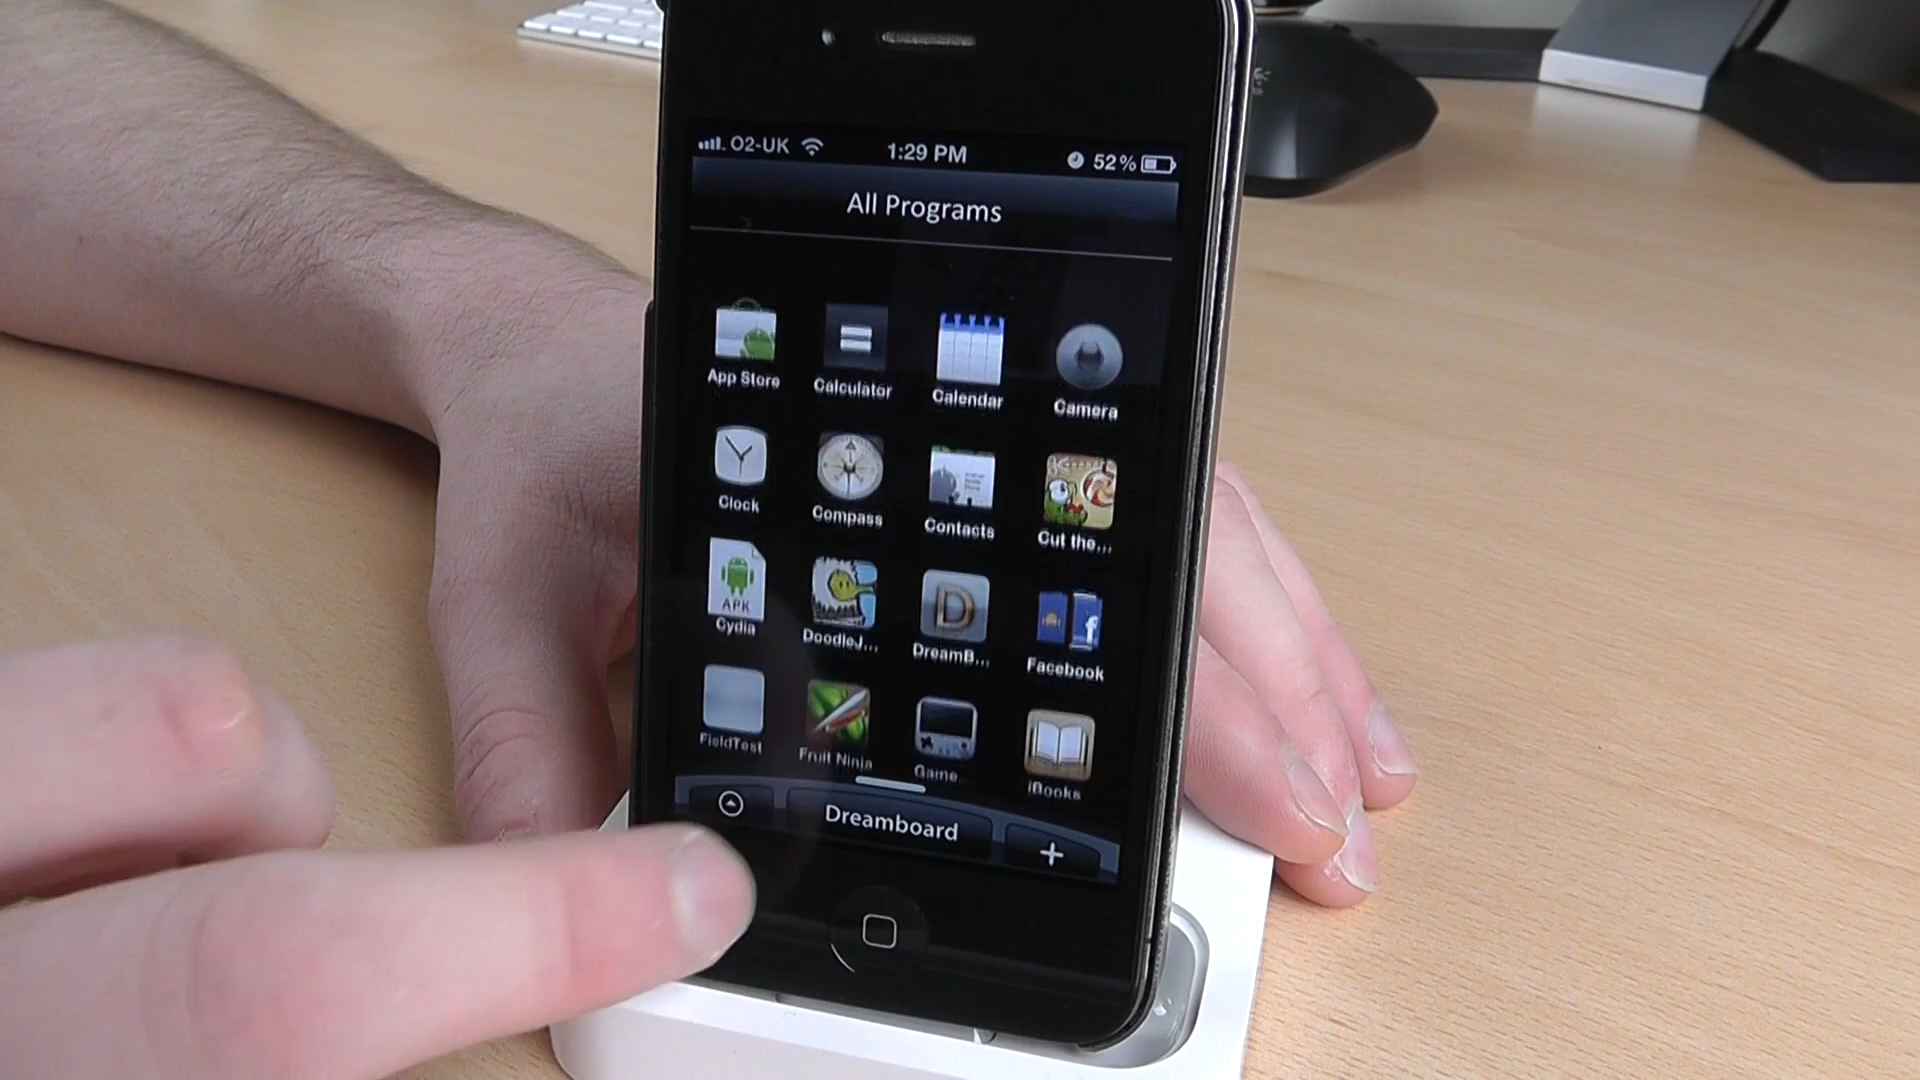 O2-UK 1:29 PM 52%
All Programs
App Store Calculator Calendar Camera
Clock Compass Contacts Cut the...
APK
Cydia DoodleJ... D DreamB... f Facebook
FieldTest Fruit Ninja Game... iBooks
Dreamboard +